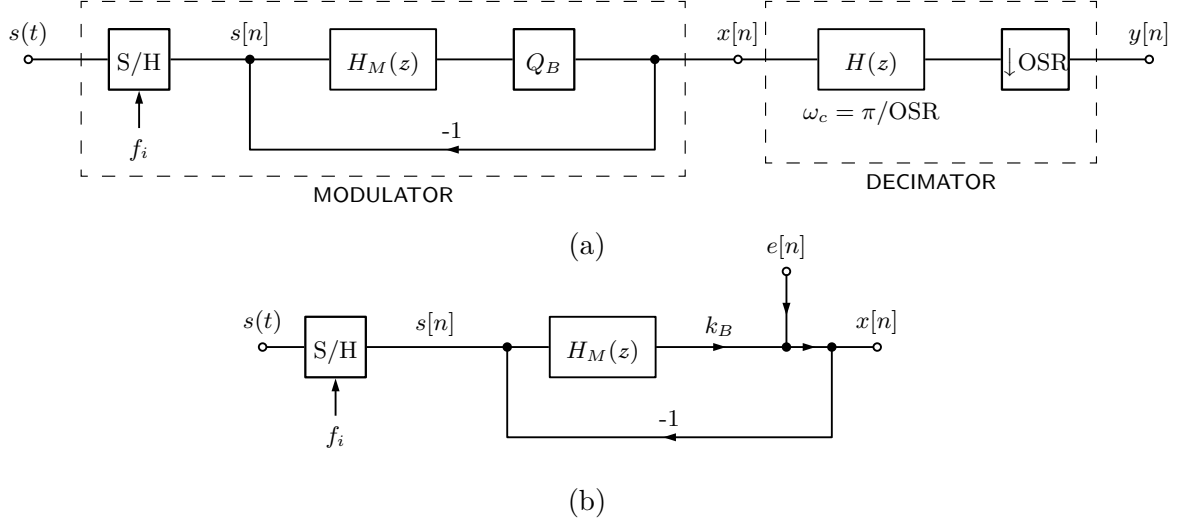 s(t) S/H s[n] H_M(z) Q_B x[n] H(z) ↓OSR y[n]
f_i -1 ω_c = π/OSR
MODULATOR DECIMATOR
(a)
e[n]
s(t) S/H s[n] H_M(z) k_B x[n]
f_i -1
(b)